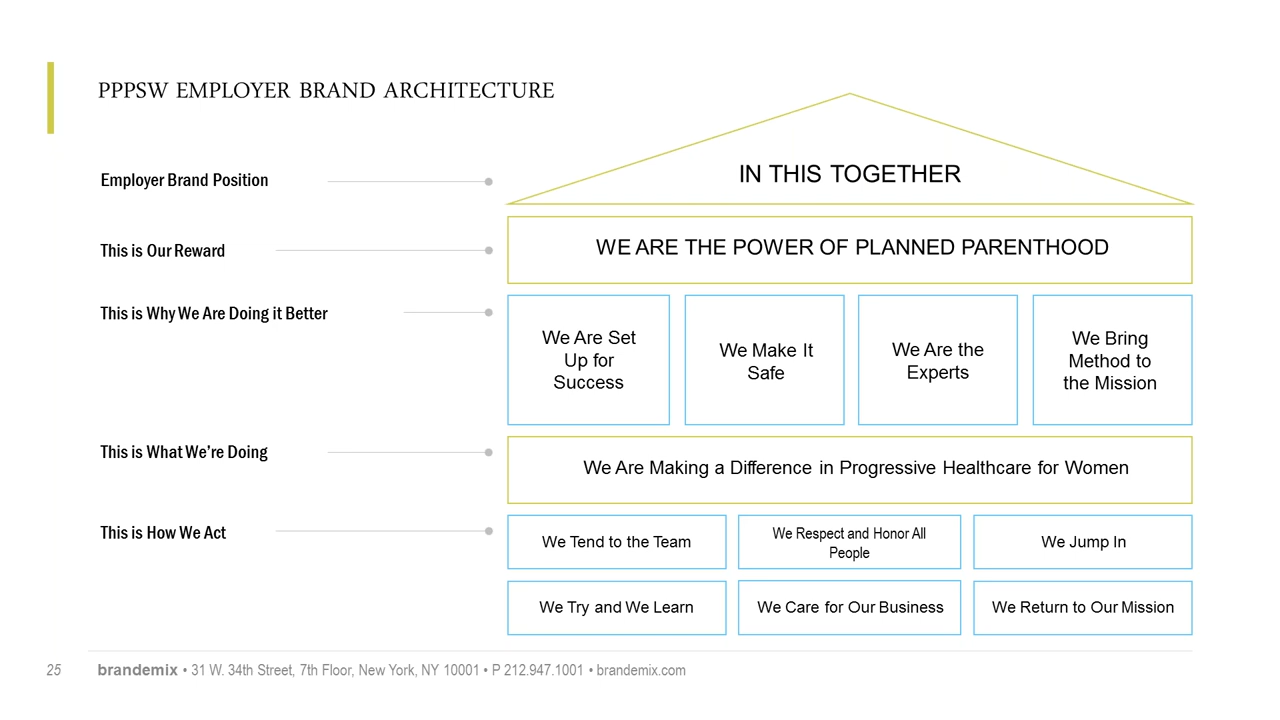 PPPSW EMPLOYER BRAND ARCHITECTURE
Employer Brand Position
IN THIS TOGETHER
This is Our Reward
WE ARE THE POWER OF PLANNED PARENTHOOD
This is Why We Are Doing it Better
We Are Set
Up for
Success
We Make It
Safe
We Are the
Experts
We Bring
Method to
the Mission
This is What We’re Doing
We Are Making a Difference in Progressive Healthcare for Women
This is How We Act
We Tend to the Team
We Respect and Honor All
People
We Jump In
We Try and We Learn
We Care for Our Business
We Return to Our Mission
25
brandemix • 31 W. 34th Street, 7th Floor, New York, NY 10001 • P 212.947.1001 • brandemix.com